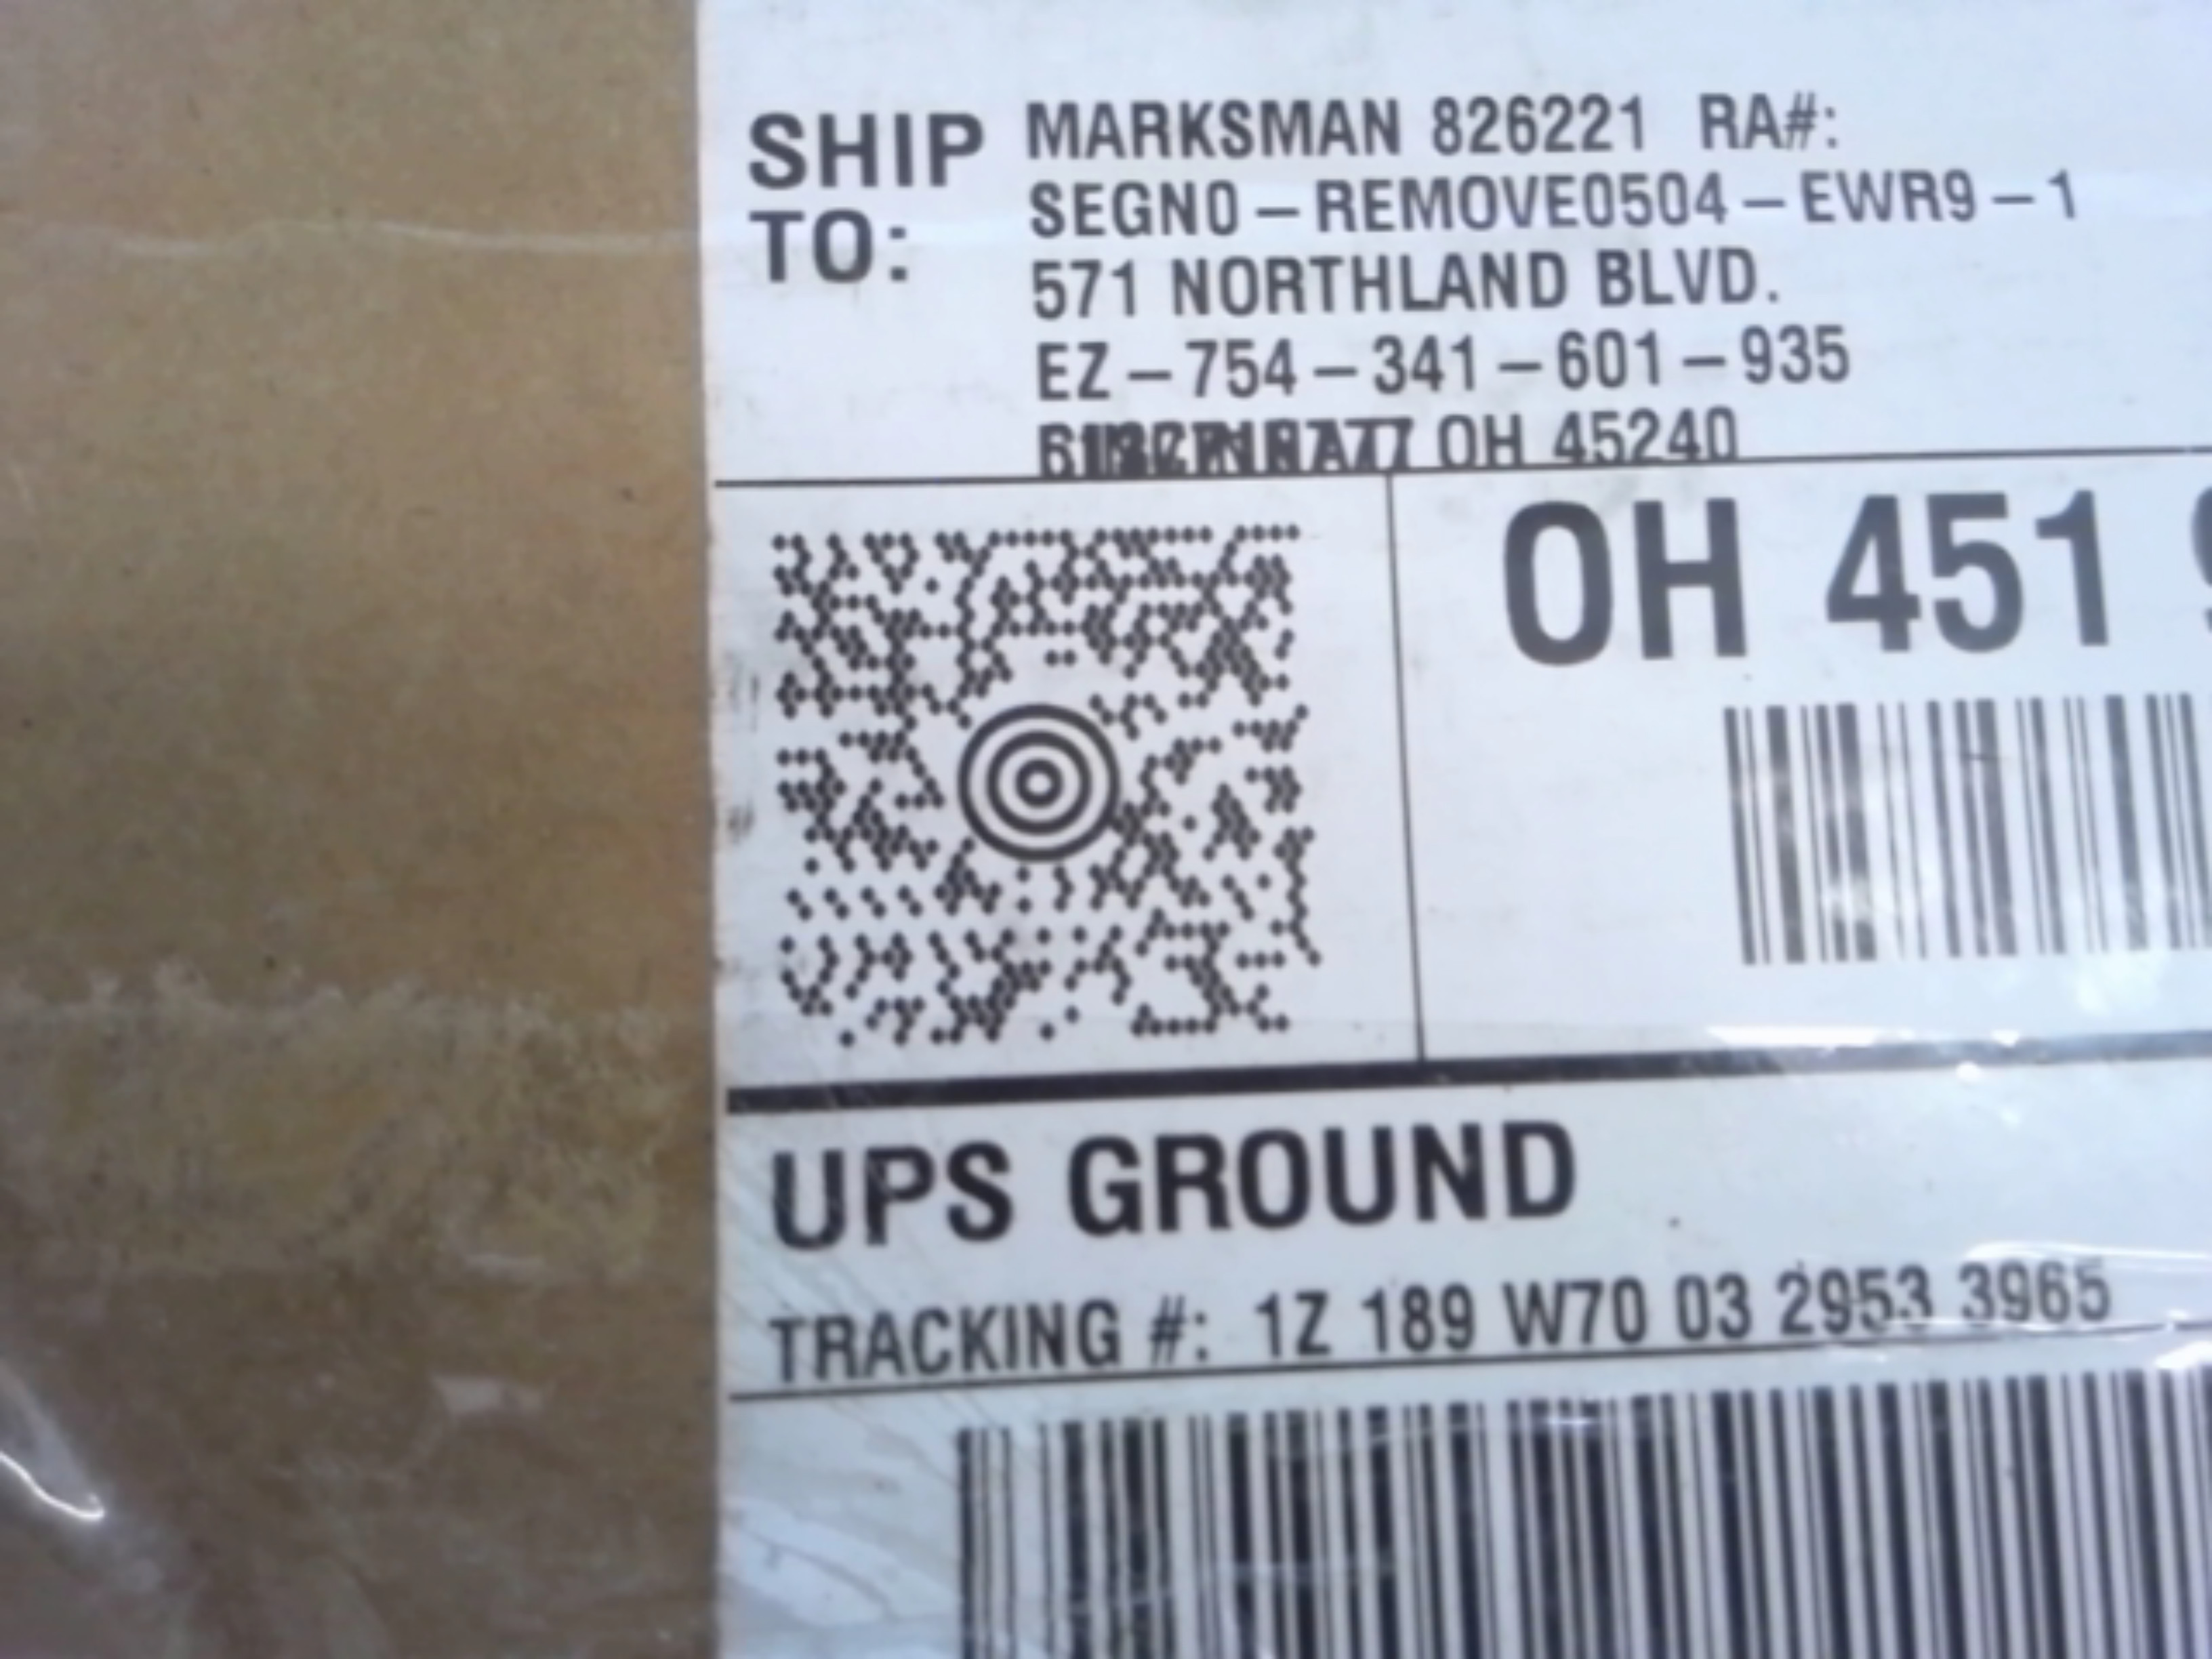 SHIP TO:
MARKSMAN 826221 RA#:
SEGNO-REMOVE0504-EWR9-1
571 NORTHLAND BLVD.
EZ-754-341-601-935
OH 45240
OH 451
UPS GROUND
TRACKING #: 1Z 189 W70 03 2953 3965